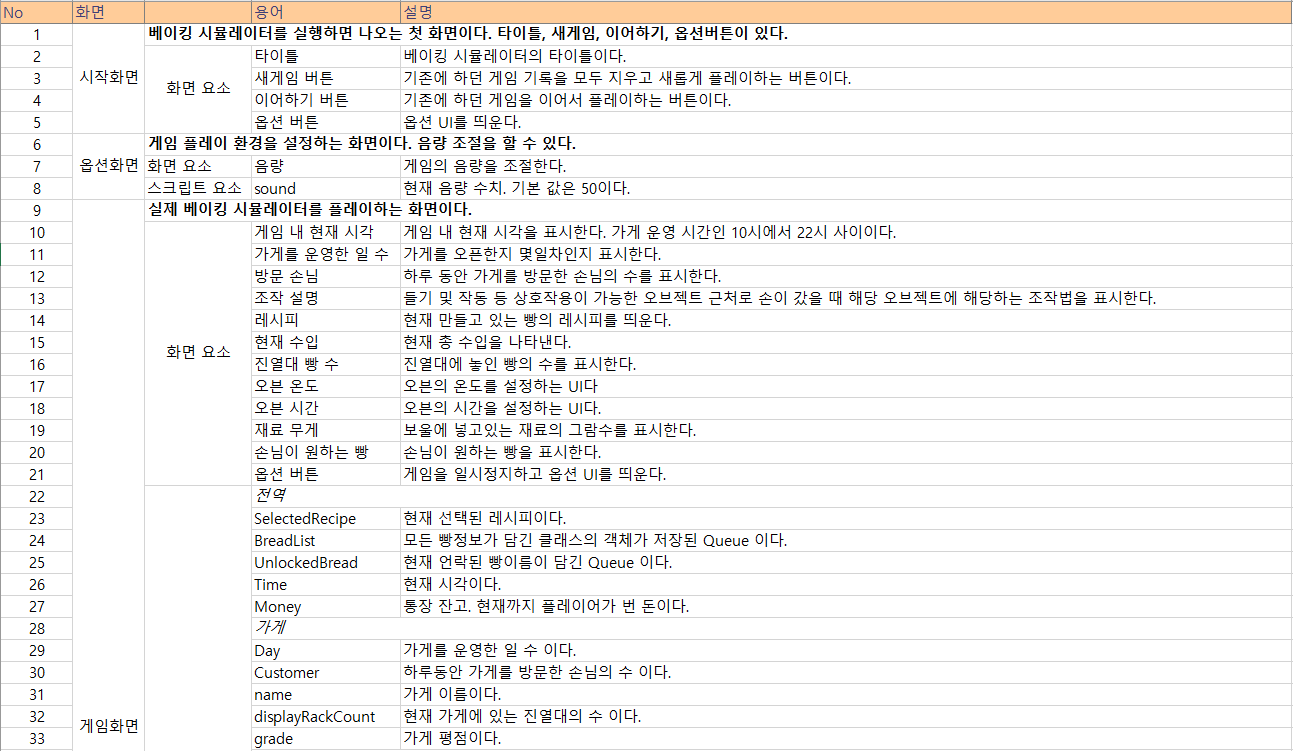 No 화면 용어 설명
1 베이킹 시뮬레이터를 실행하면 나오는 첫 화면이다. 타이틀, 새게임, 이어하기, 옵션버튼이 있다.
시작화면
화면 요소
2 타이틀 베이킹 시뮬레이터의 타이틀이다.
3 새게임 버튼 기존에 하던 게임 기록을 모두 지우고 새롭게 플레이하는 버튼이다.
4 이어하기 버튼 기존에 하던 게임을 이어서 플레이하는 버튼이다.
5 옵션 버튼 옵션 UI를 띄운다.
6 게임 플레이 환경을 설정하는 화면이다. 음량 조절을 할 수 있다.
옵션화면
7 화면 요소 음량 게임의 음량을 조절한다.
8 스크립트 요소 sound 현재 음량 수치. 기본 값은 50이다.
9 실제 베이킹 시뮬레이터를 플레이하는 화면이다.
10 게임 내 현재 시각 게임 내 현재 시각을 표시한다. 가게 운영 시간인 10시에서 22시 사이이다.
11 가게를 운영한 일 수 가게를 오픈한지 몇일차인지 표시한다.
12 방문 손님 하루 동안 가게를 방문한 손님의 수를 표시한다.
13 조작 설명 들기 및 작동 등 상호작용이 가능한 오브젝트 근처로 손이 갔을 때 해당 오브젝트에 해당하는 조작법을 표시한다.
14 레시피 현재 만들고 있는 빵의 레시피를 띄운다.
15 현재 수입 현재 총 수입을 나타낸다.
화면 요소
16 진열대 빵 수 진열대에 놓인 빵의 수를 표시한다.
17 오븐 온도 오븐의 온도를 설정하는 UI다
18 오븐 시간 오븐의 시간을 설정하는 UI다.
19 재료 무게 보울에 넣고있는 재료의 그람수를 표시한다.
20 손님이 원하는 빵 손님이 원하는 빵을 표시한다.
21 옵션 버튼 게임을 일시정지하고 옵션 UI를 띄운다.
22 전역
23 SelectedRecipe 현재 선택된 레시피이다.
24 BreadList 모든 빵정보가 담긴 클래스의 객체가 저장된 Queue 이다.
25 UnlockedBread 현재 언락된 빵이름이 담긴 Queue 이다.
26 Time 현재 시각이다.
27 Money 통장 잔고. 현재까지 플레이어가 번 돈이다.
28 가게
29 Day 가게를 운영한 일 수 이다.
30 Customer 하루동안 가게를 방문한 손님의 수 이다.
31 name 가게 이름이다.
32 displayRackCount 현재 가게에 있는 진열대의 수 이다.
게임화면
33 grade 가게 평점이다.